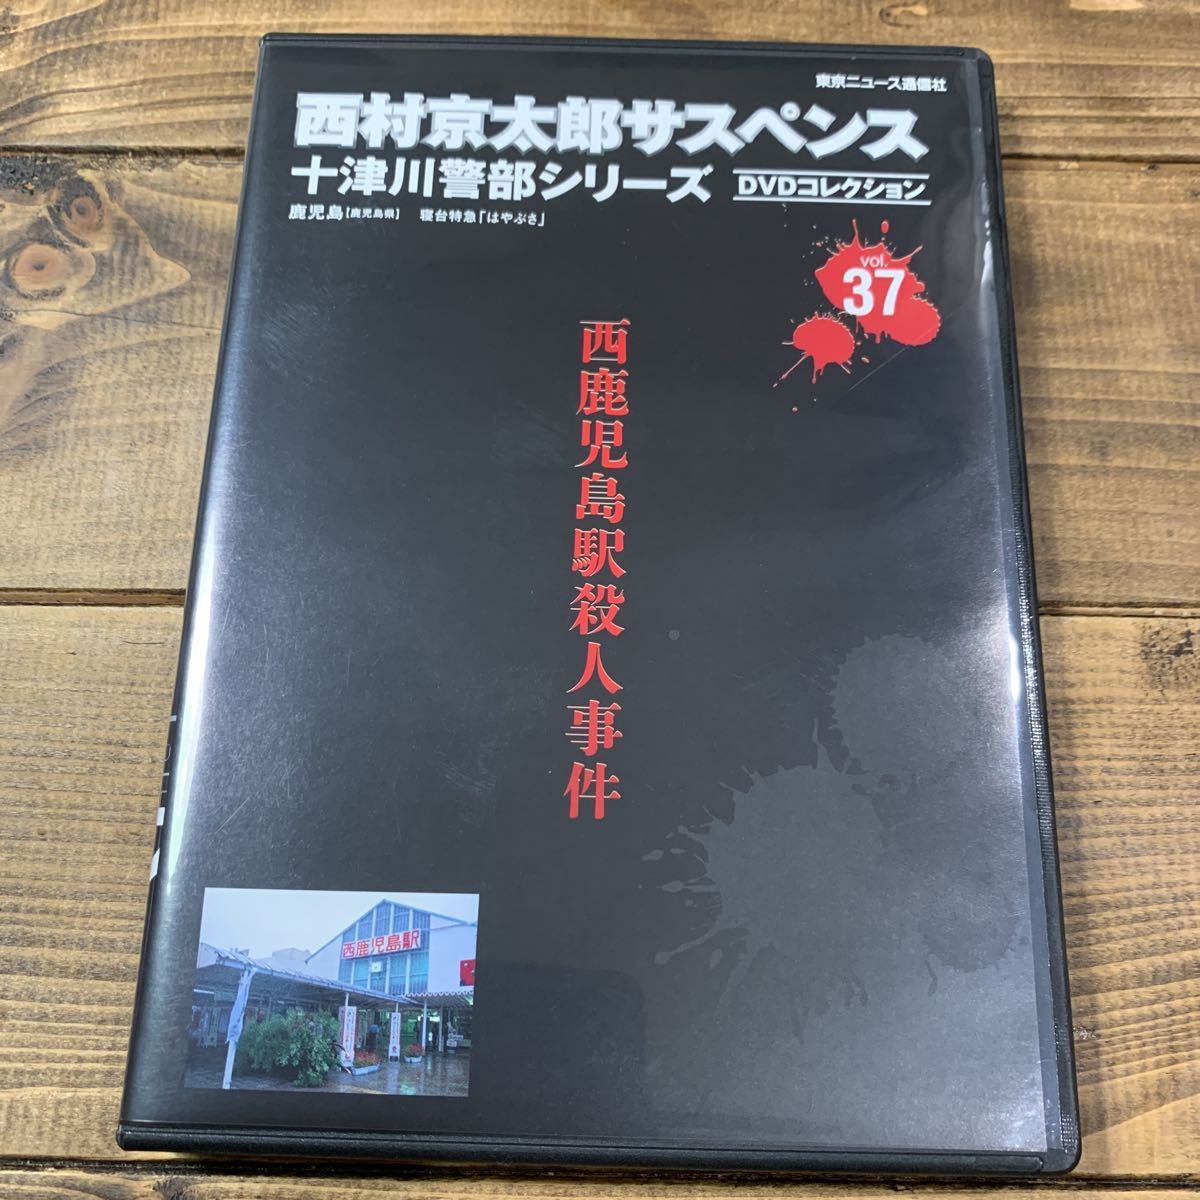 東京ニュース通信社
西村京太郎サスペンス
十津川警部シリーズ DVDコレクション
鹿児島【鹿児島県】 寝台特急「はやぶさ」
vol.
37
西鹿児島駅殺人事件
西鹿児島駅